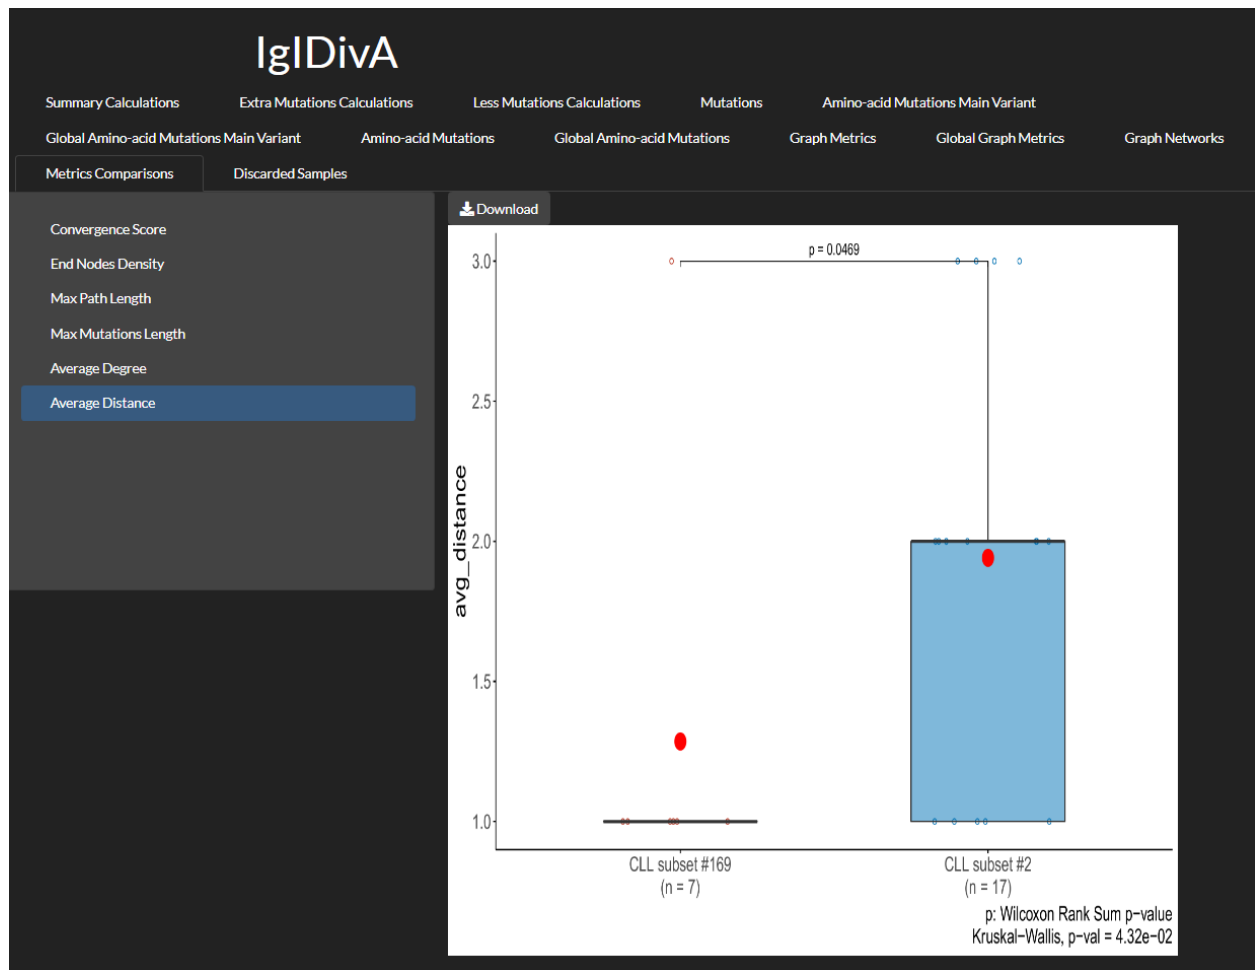 IgIDivA
Summary Calculations Extra Mutations Calculations Less Mutations Calculations Mutations Amino-acid Mutations Main Variant
Global Amino-acid Mutations Main Variant Amino-acid Mutations Global Amino-acid Mutations Graph Metrics Global Graph Metrics Graph Networks
Metrics Comparisons Discarded Samples
Convergence Score
End Nodes Density
Max Path Length
Max Mutations Length
Average Degree
Average Distance
Download
p = 0.0469
3.0
2.5
2.0
1.5
1.0
avg_distance
CLL subset #169
(n = 7)
CLL subset #2
(n = 17)
p: Wilcoxon Rank Sum p−value
Kruskal−Wallis, p−val = 4.32e−02